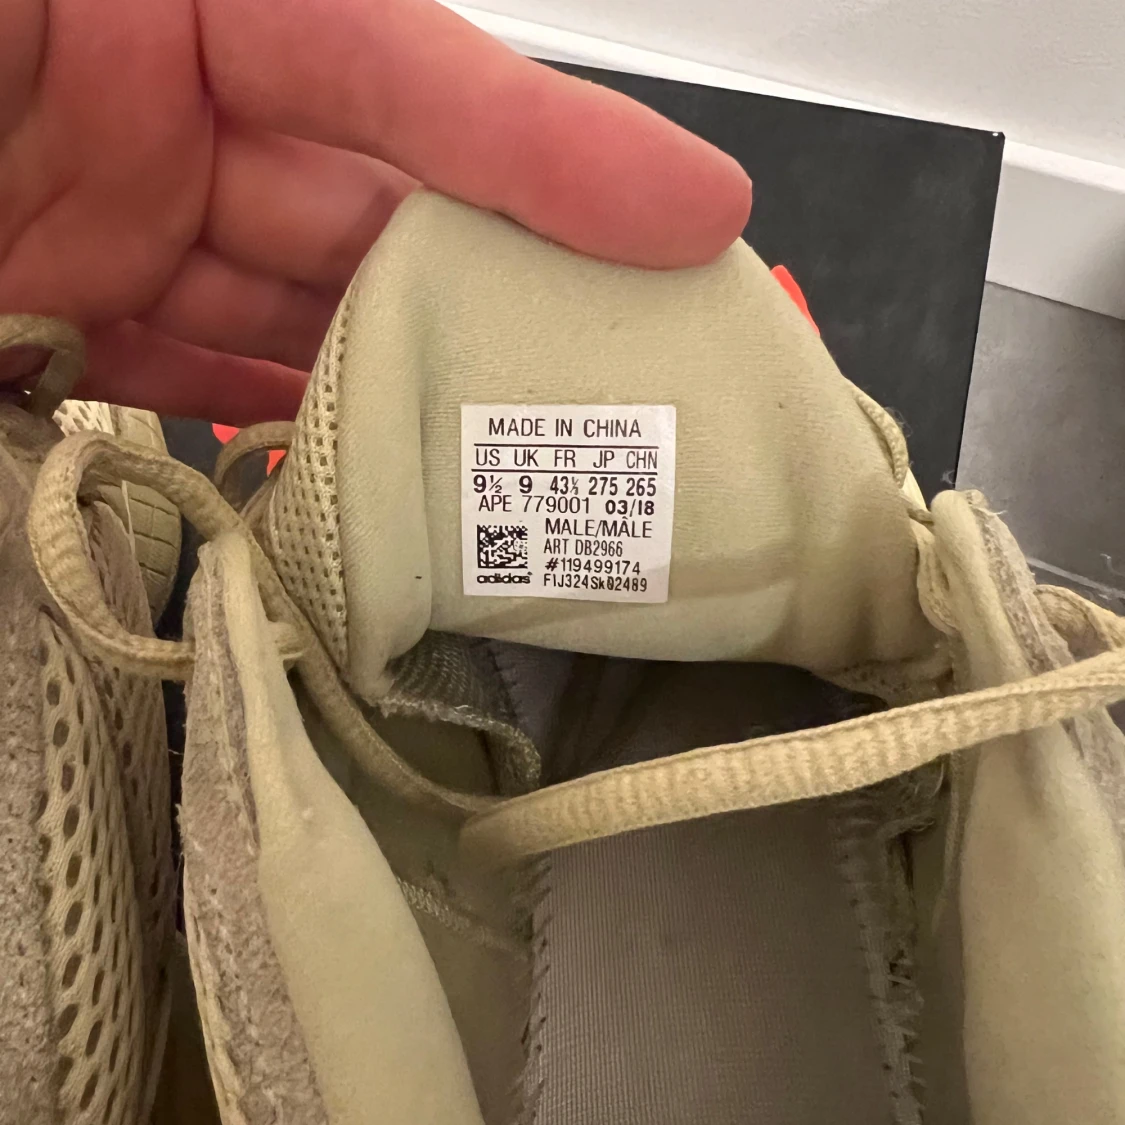 MADE IN CHINA
US UK FR JP CHN
9½ 9 43⅓ 275 265
APE 779001 03/18
MALE/MÂLE
ART DB2966
#119499174
adidas F1J324Sk02489